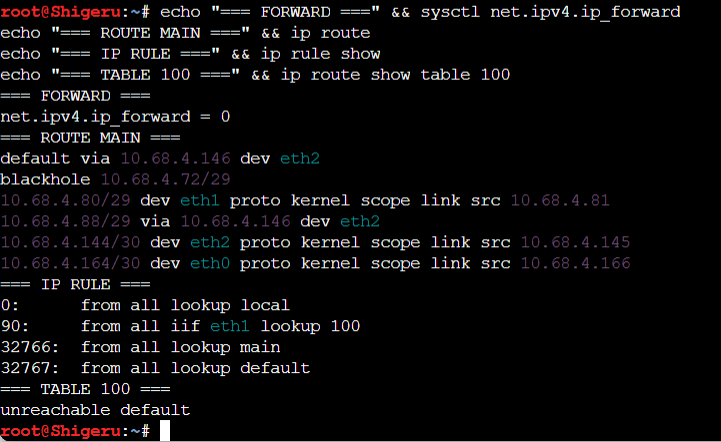 root@Shigeru:~# echo "=== FORWARD ===" && sysctl net.ipv4.ip_forward
echo "=== ROUTE MAIN ===" && ip route
echo "=== IP RULE ===" && ip rule show
echo "=== TABLE 100 ===" && ip route show table 100
=== FORWARD ===
net.ipv4.ip_forward = 0
=== ROUTE MAIN ===
default via 10.68.4.146 dev eth2
blackhole 10.68.4.72/29
10.68.4.80/29 dev eth1 proto kernel scope link src 10.68.4.81
10.68.4.88/29 via 10.68.4.146 dev eth2
10.68.4.144/30 dev eth2 proto kernel scope link src 10.68.4.145
10.68.4.164/30 dev eth0 proto kernel scope link src 10.68.4.166
=== IP RULE ===
0:      from all lookup local
90:     from all iif eth1 lookup 100
32766:  from all lookup main
32767:  from all lookup default
=== TABLE 100 ===
unreachable default
root@Shigeru:~#